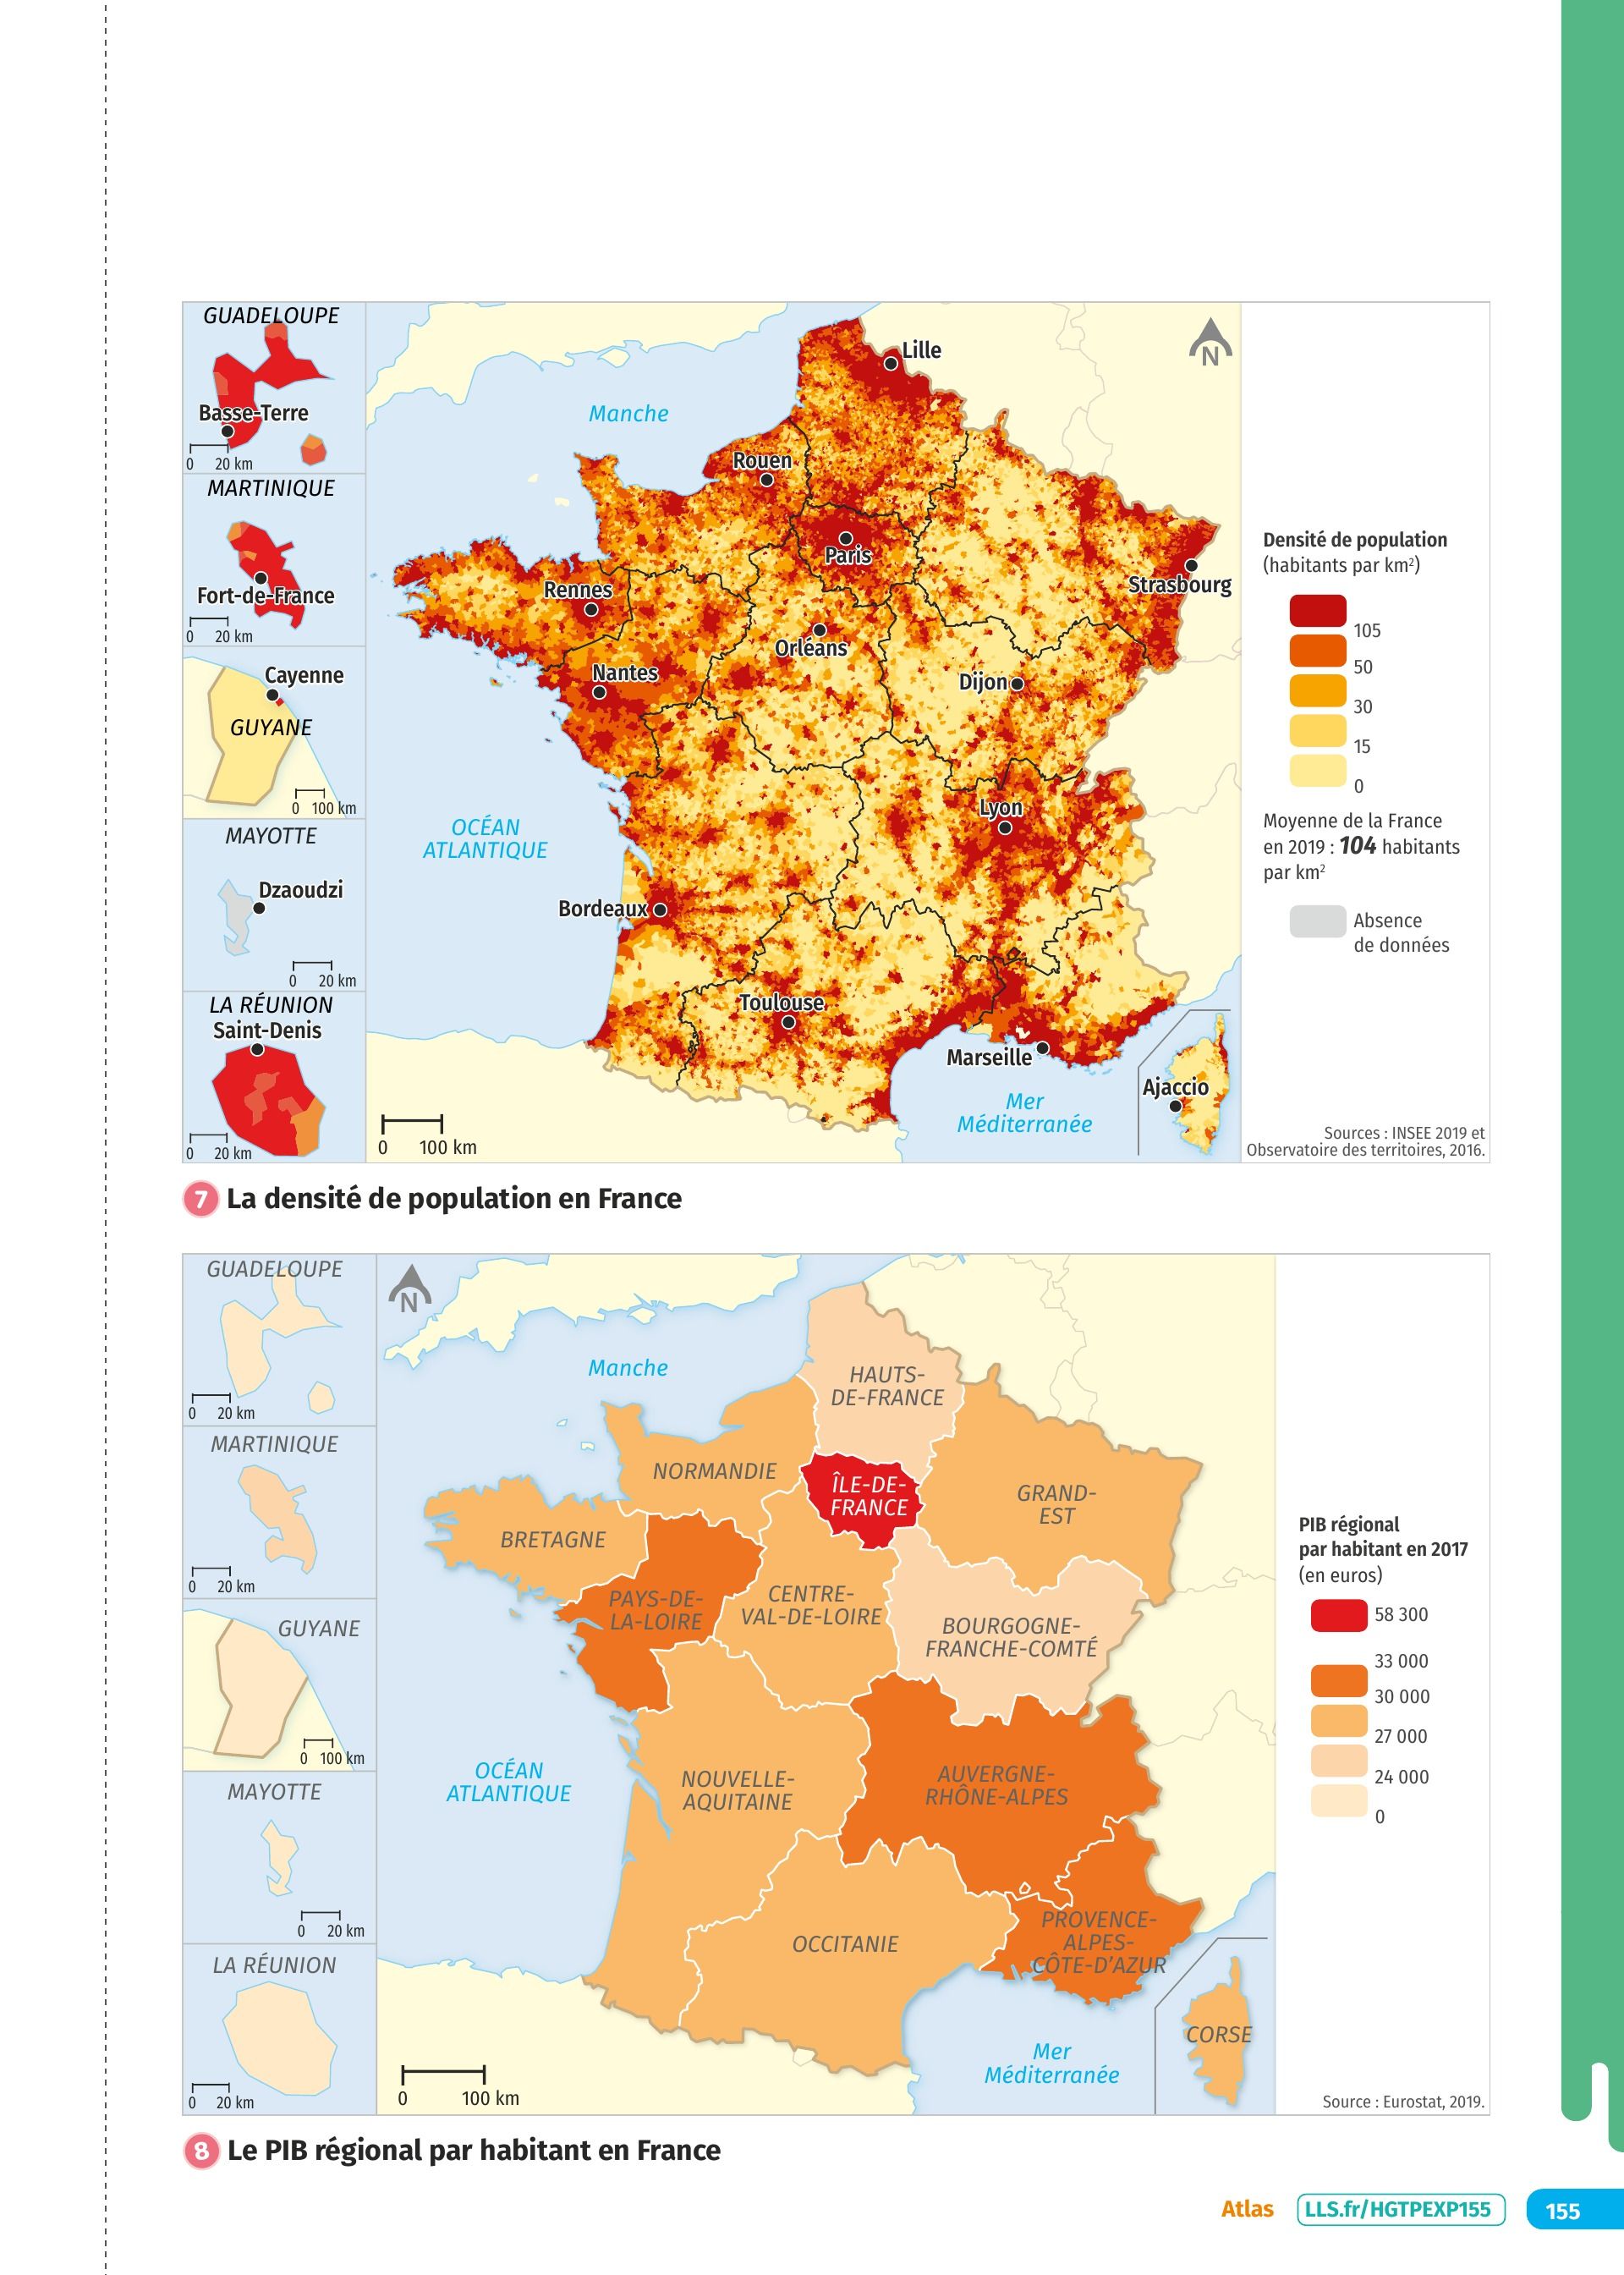 GUADELOUPE
Basse-Terre
0 20 km
MARTINIQUE
Fort-de-France
0 20 km
Cayenne
GUYANE
0 100 km
MAYOTTE
Dzaoudzi
0 20 km
LA RÉUNION
Saint-Denis
0 20 km
N
Manche
Lille
Rouen
Paris
Strasbourg
Rennes
Orléans
Nantes
Dijon
Lyon
OCÉAN
ATLANTIQUE
Bordeaux
Toulouse
Marseille
Mer
Méditerranée
Ajaccio
0 100 km
Densité de population
(habitants par km²)
105
50
30
15
0
Moyenne de la France
en 2019 : 104 habitants
par km²
Absence
de données
Sources : INSEE 2019 et
Observatoire des territoires, 2016.
7 La densité de population en France
GUADELOUPE
0 20 km
MARTINIQUE
0 20 km
GUYANE
0 100 km
MAYOTTE
0 20 km
LA RÉUNION
0 20 km
N
Manche
HAUTS-
DE-FRANCE
NORMANDIE
ÎLE-DE-
FRANCE
GRAND-
EST
BRETAGNE
PAYS-DE-
LA-LOIRE
CENTRE-
VAL-DE-LOIRE
BOURGOGNE-
FRANCHE-COMTÉ
OCÉAN
ATLANTIQUE
NOUVELLE-
AQUITAINE
AUVERGNE-
RHÔNE-ALPES
OCCITANIE
PROVENCE-
ALPES-
CÔTE-D'AZUR
CORSE
Mer
Méditerranée
0 100 km
PIB régional
par habitant en 2017
(en euros)
58 300
33 000
30 000
27 000
24 000
0
Source : Eurostat, 2019.
8 Le PIB régional par habitant en France
Atlas LLS.fr/HGTPEXP155 155